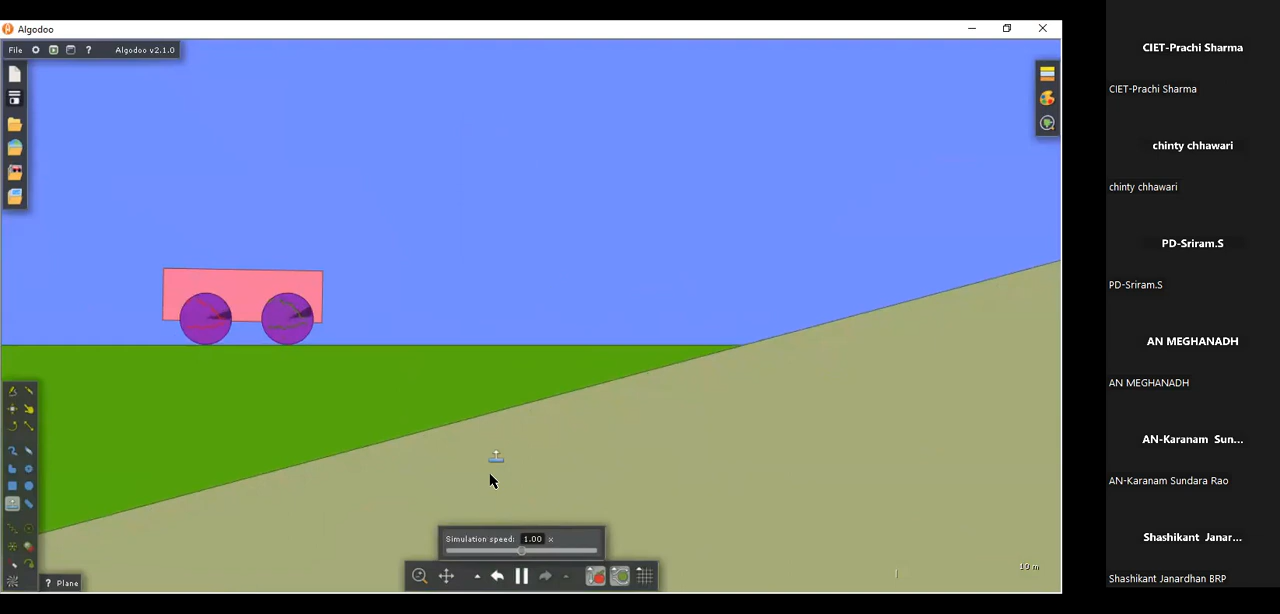 Algodoo
File ? Algodoo v2.1.0
Simulation speed: 1.00 x
10 m
? Plane
CIET-Prachi Sharma
CIET-Prachi Sharma
chinty chhawari
chinty chhawari
PD-Sriram.S
PD-Sriram.S
AN MEGHANADH
AN MEGHANADH
AN-Karanam Sun...
AN-Karanam Sundara Rao
Shashikant Janar...
Shashikant Janardhan BRP